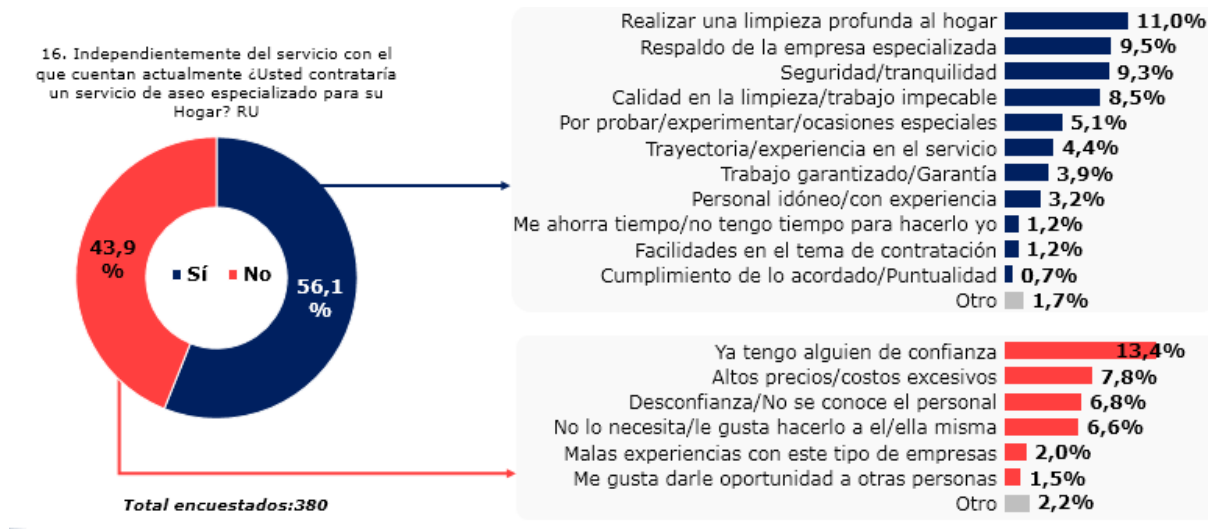 16. Independientemente del servicio con el
que cuentan actualmente ¿Usted contrataría
un servicio de aseo especializado para su
Hogar? RU
43,9
%
Sí No
56,1
%
Total encuestados:380
Realizar una limpieza profunda al hogar 11,0%
Respaldo de la empresa especializada 9,5%
Seguridad/tranquilidad 9,3%
Calidad en la limpieza/trabajo impecable 8,5%
Por probar/experimentar/ocasiones especiales 5,1%
Trayectoria/experiencia en el servicio 4,4%
Trabajo garantizado/Garantía 3,9%
Personal idóneo/con experiencia 3,2%
Me ahorra tiempo/no tengo tiempo para hacerlo yo 1,2%
Facilidades en el tema de contratación 1,2%
Cumplimiento de lo acordado/Puntualidad 0,7%
Otro 1,7%
Ya tengo alguien de confianza 13,4%
Altos precios/costos excesivos 7,8%
Desconfianza/No se conoce el personal 6,8%
No lo necesita/le gusta hacerlo a el/ella misma 6,6%
Malas experiencias con este tipo de empresas 2,0%
Me gusta darle oportunidad a otras personas 1,5%
Otro 2,2%